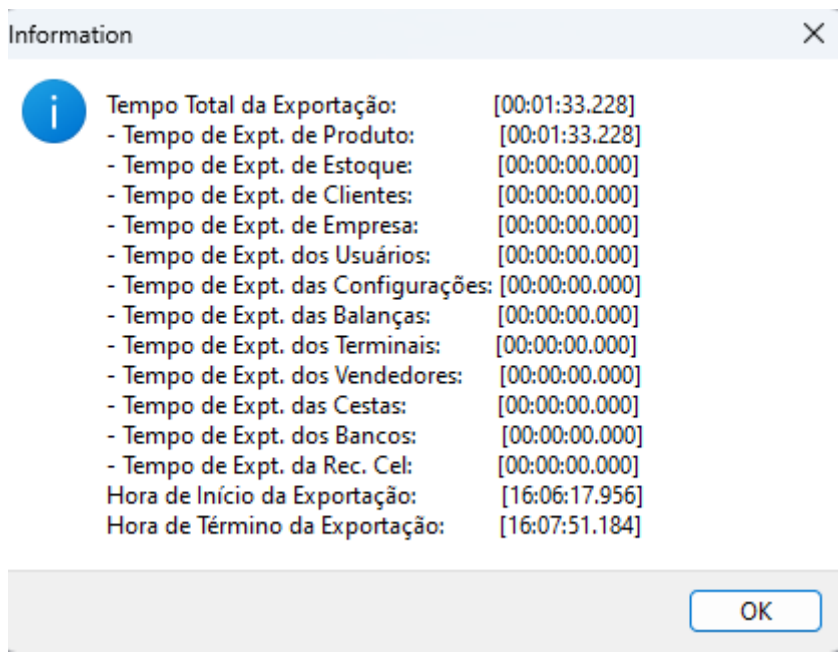 Information
Tempo Total da Exportação: [00:01:33.228]
- Tempo de Expt. de Produto: [00:01:33.228]
- Tempo de Expt. de Estoque: [00:00:00.000]
- Tempo de Expt. de Clientes: [00:00:00.000]
- Tempo de Expt. de Empresa: [00:00:00.000]
- Tempo de Expt. dos Usuários: [00:00:00.000]
- Tempo de Expt. das Configurações: [00:00:00.000]
- Tempo de Expt. das Balanças: [00:00:00.000]
- Tempo de Expt. dos Terminais: [00:00:00.000]
- Tempo de Expt. dos Vendedores: [00:00:00.000]
- Tempo de Expt. das Cestas: [00:00:00.000]
- Tempo de Expt. dos Bancos: [00:00:00.000]
- Tempo de Expt. da Rec. Cel: [00:00:00.000]
Hora de Início da Exportação: [16:06:17.956]
Hora de Término da Exportação: [16:07:51.184]
OK